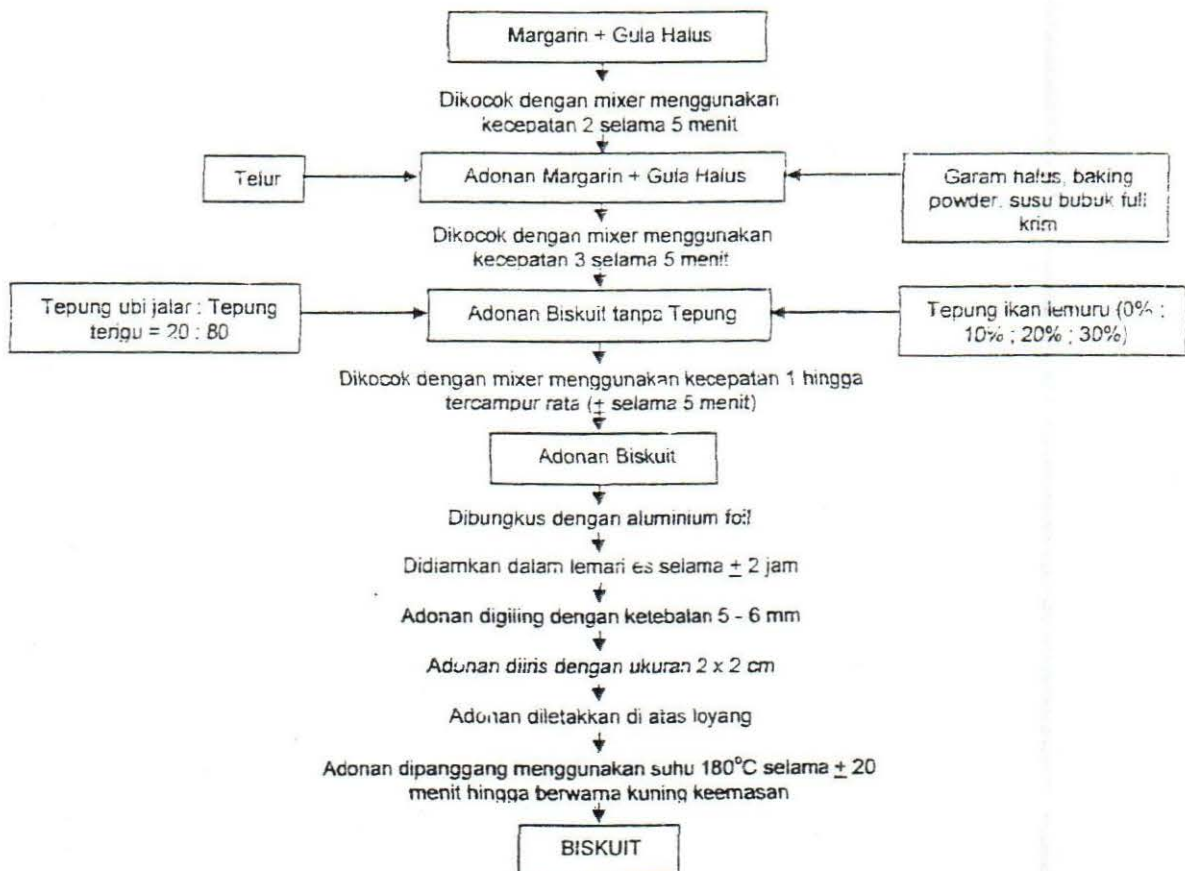 Margarin + Gula Halus
Dikocok dengan mixer menggunakan
kecepatan 2 selama 5 menit
Telur
Adonan Margarin + Gula Halus
Garam halus, baking
powder, susu bubuk full
krim
Dikocok dengan mixer menggunakan
kecepatan 3 selama 5 menit
Tepung ubi jalar : Tepung
terigu = 20 : 80
Adonan Biskuit tanpa Tepung
Tepung ikan lemuru (0% ;
10% ; 20% ; 30%)
Dikocok dengan mixer menggunakan kecepatan 1 hingga
tercampur rata (± selama 5 menit)
Adonan Biskuit
Dibungkus dengan aluminium foil
Didiamkan dalam lemari es selama ± 2 jam
Adonan digiling dengan ketebalan 5 - 6 mm
Adonan diiris dengan ukuran 2 x 2 cm
Adonan diletakkan di atas loyang
Adonan dipanggang menggunakan suhu 180°C selama ± 20
menit hingga berwarna kuning keemasan
BISKUIT